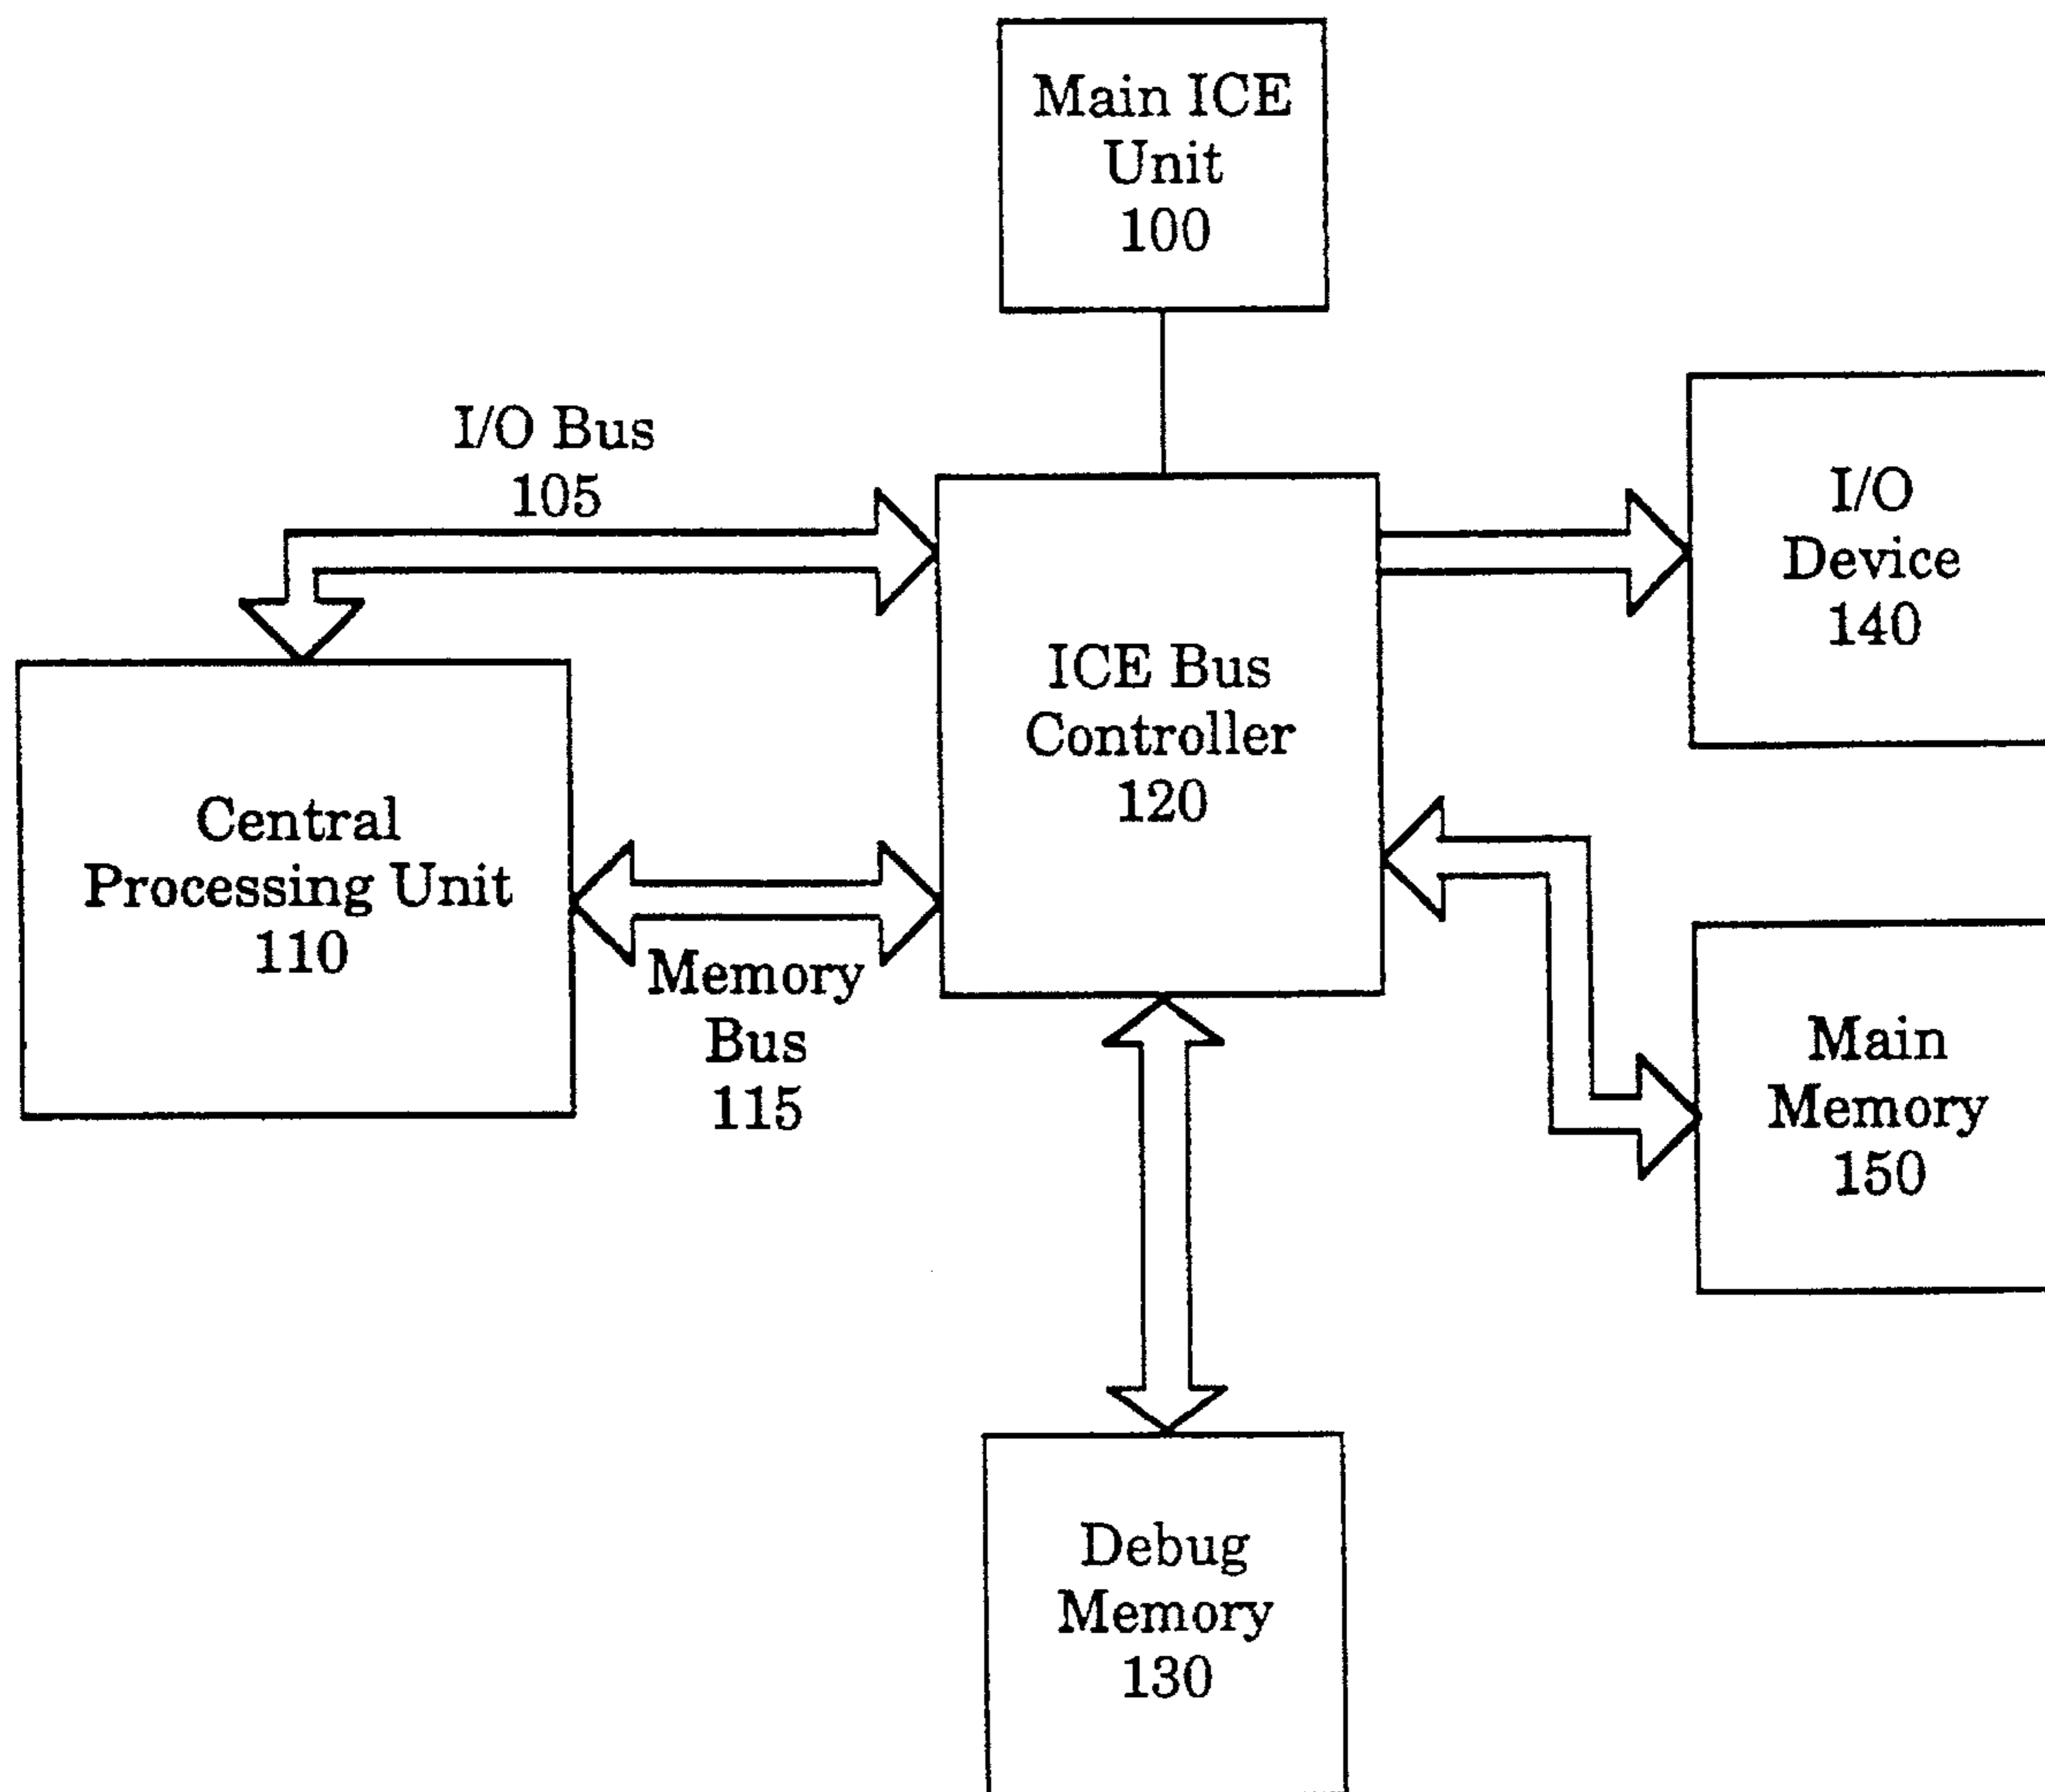 Main ICE
Unit
100
I/O Bus
105
I/O
Device
140
ICE Bus
Controller
120
Central
Processing Unit
110
Memory
Bus
115
Main
Memory
150
Debug
Memory
130